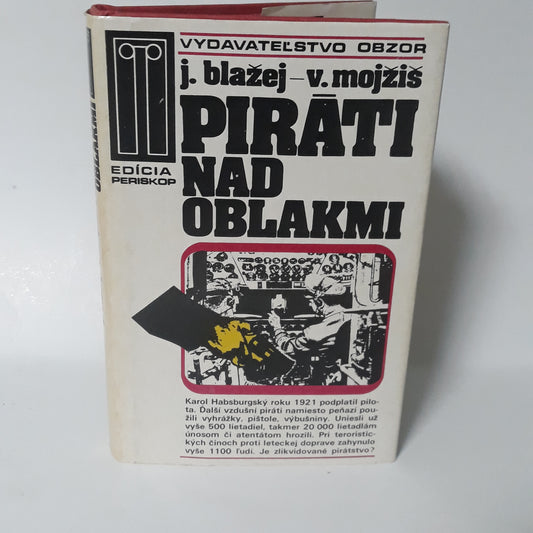 VYDAVATEĽSTVO OBZOR
j. blažej – v. mojžiš
PIRÁTI
NAD
OBLAKMI
EDÍCIA
PERISKOP
OBLAKMI
Karol Habsburgský roku 1921 podplatil pilo-
ta. Ďalší vzdušní piráti namiesto peňazí pou-
žili vyhrážky, pištole, výbušniny. Uniesli už
vyše 500 lietadiel, takmer 20 000 lietadlám
únosom či atentátom hrozili. Pri teroristic-
kých činoch proti leteckej doprave zahynulo
vyše 1100 ľudí. Je zlikvidované pirátstvo?